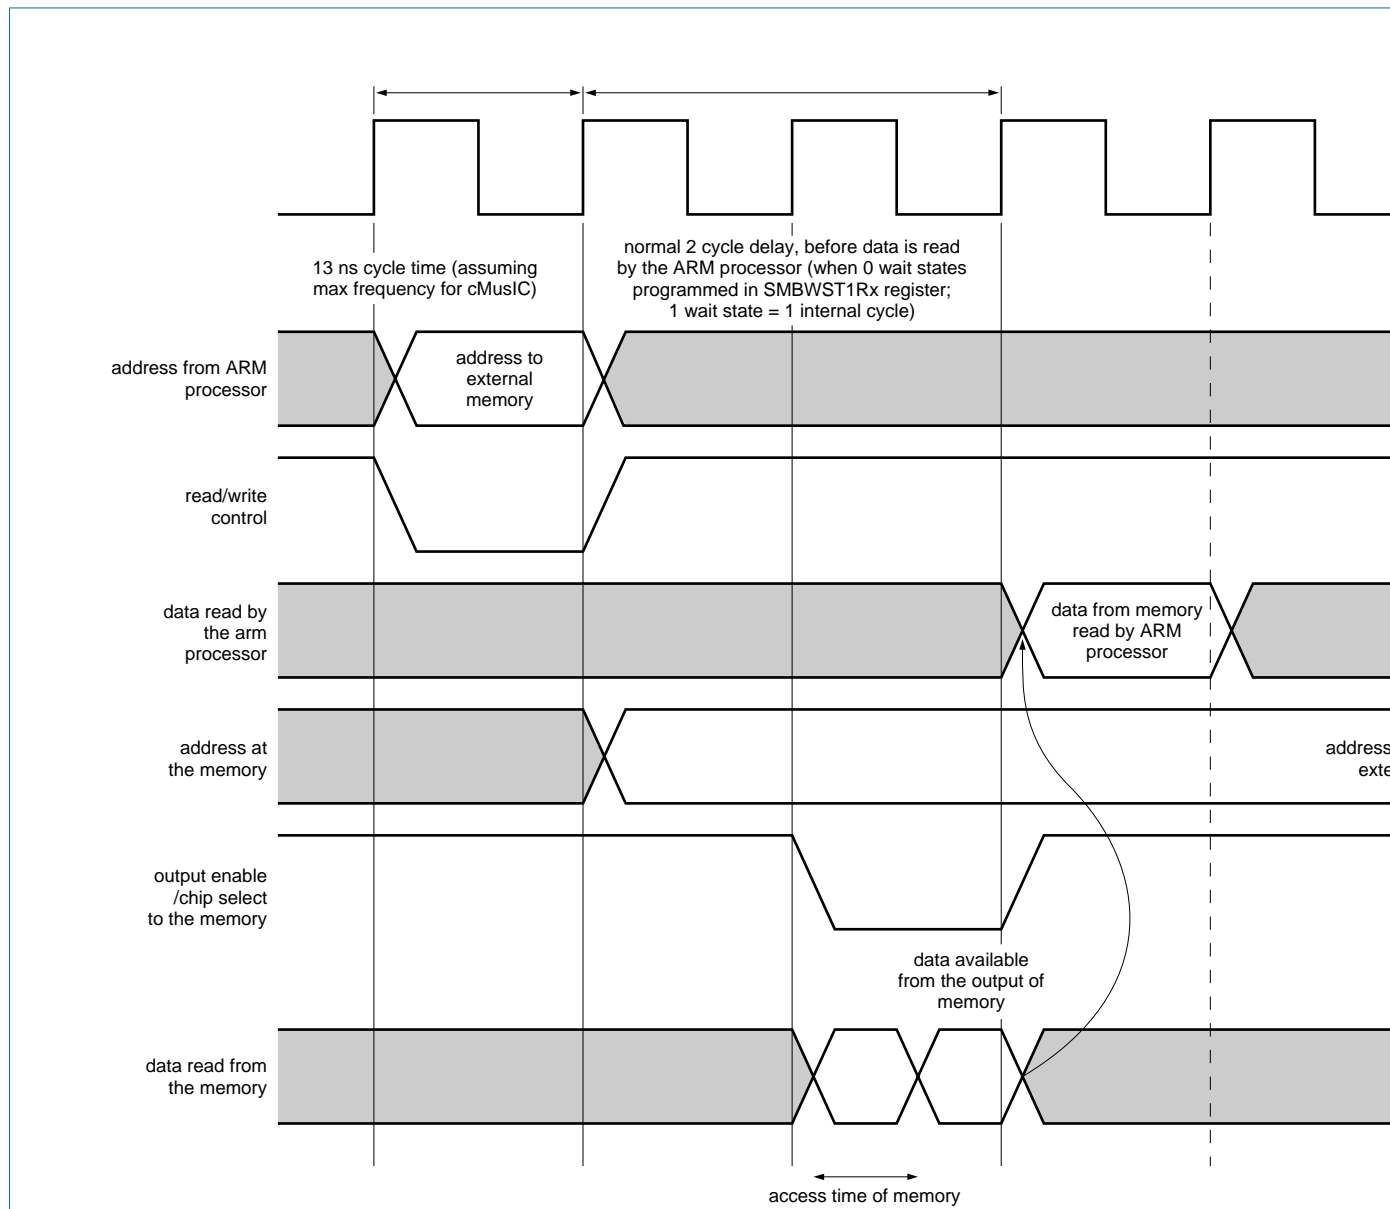 13 ns cycle time (assuming
max frequency for cMusIC)
normal 2 cycle delay, before data is read
by the ARM processor (when 0 wait states
programmed in SMBWST1Rx register;
1 wait state = 1 internal cycle)
address from ARM
processor
address to
external
memory
read/write
control
data read by
the arm
processor
data from memory
read by ARM
processor
address at
the memory
address
output enable
/chip select
to the memory
data available
from the output of
memory
data read from
the memory
access time of memory